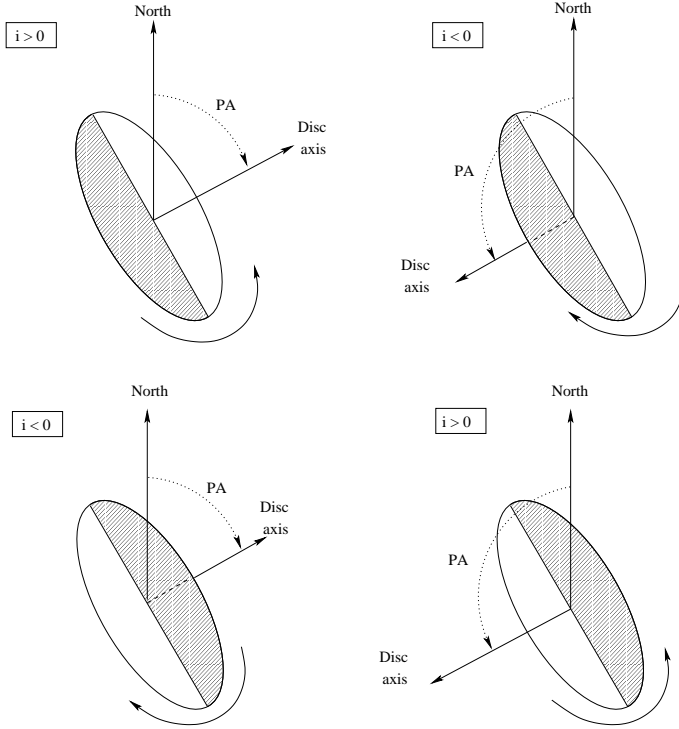 North
i > 0
PA
Disc
axis
North
i < 0
PA
Disc
axis
North
i < 0
PA
Disc
axis
North
i > 0
PA
Disc
axis